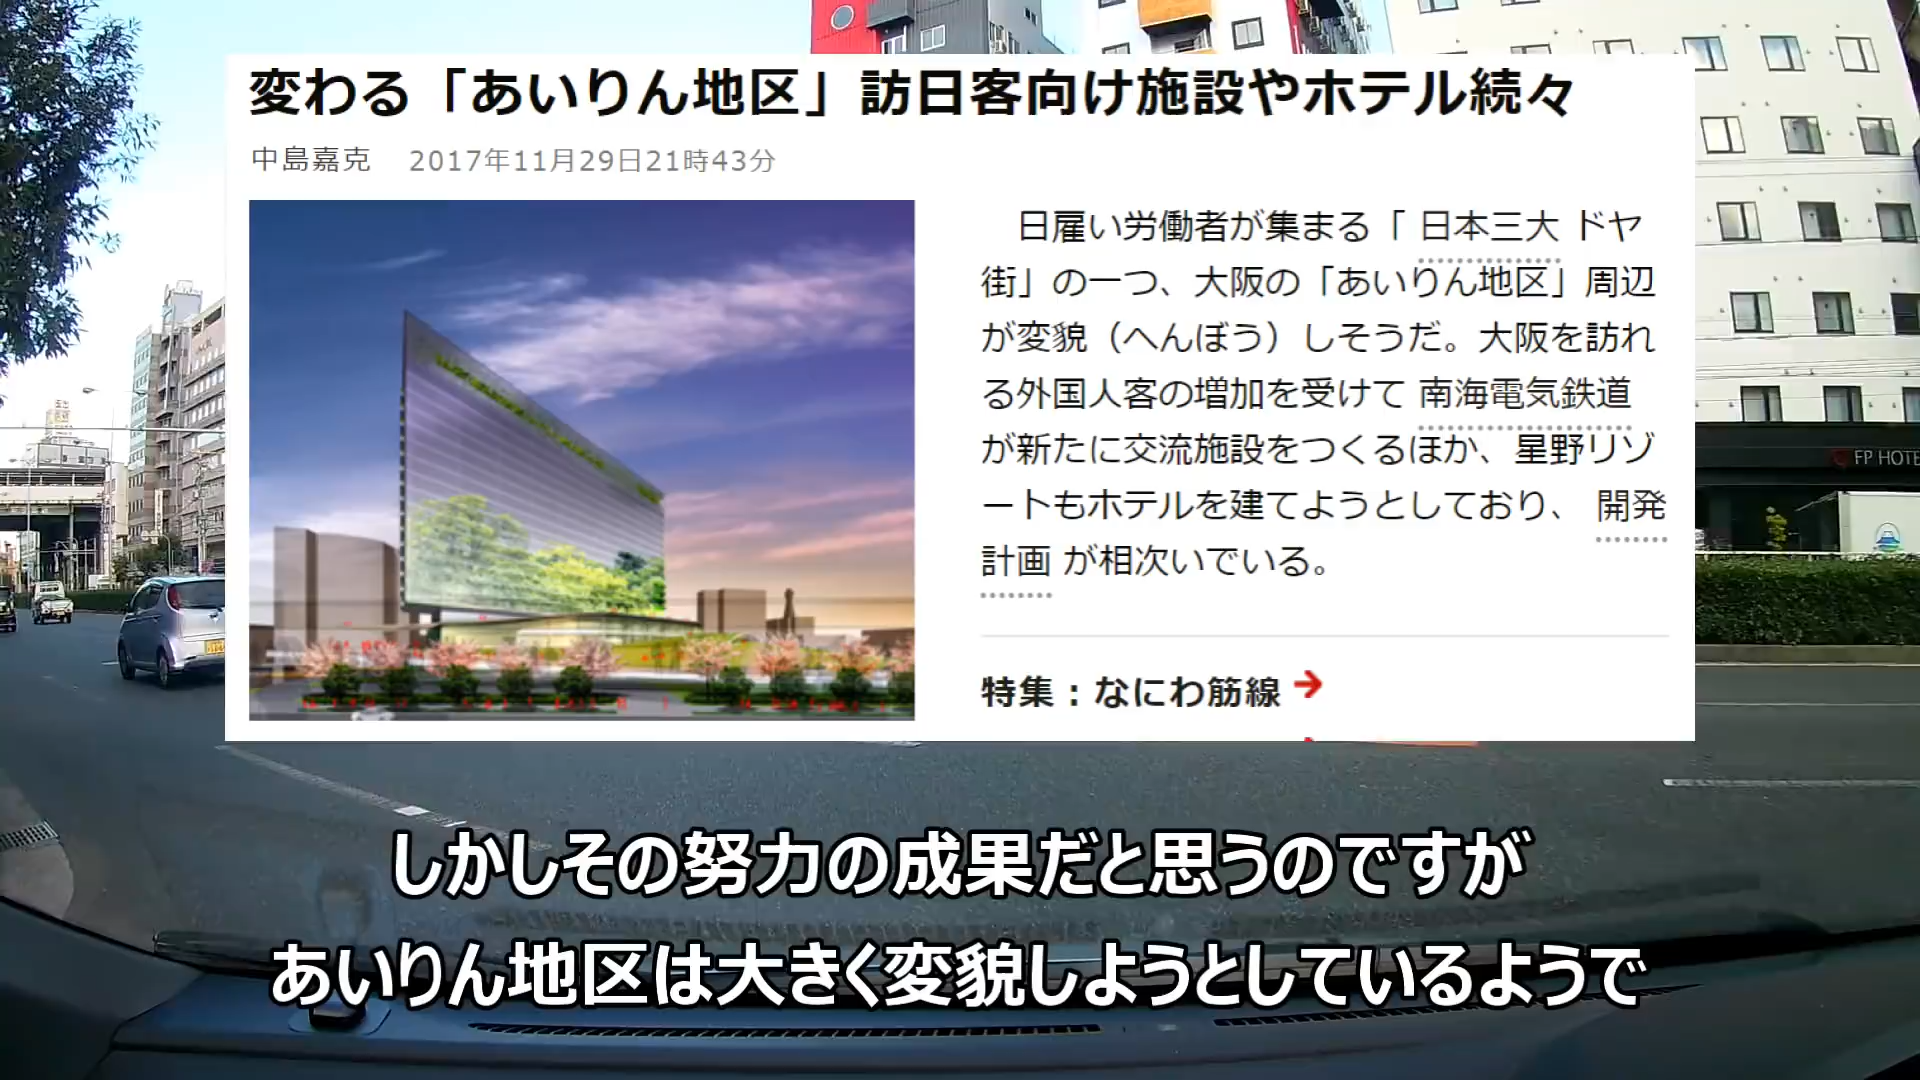 変わる「あいりん地区」訪日客向け施設やホテル続々
中島嘉克 2017年11月29日21時43分
日雇い労働者が集まる「 日本三大 ドヤ
街」の一つ、大阪の「あいりん地区」周辺
が変貌（へんぼう）しそうだ。大阪を訪れ
る外国人客の増加を受けて 南海電気鉄道
が新たに交流施設をつくるほか、星野リゾ
ートもホテルを建てようとしており、 開発
計画 が相次いでいる。
特集：なにわ筋線
FP HOTE
しかしその努力の成果だと思うのですが
あいりん地区は大きく変貌しようとしているようで